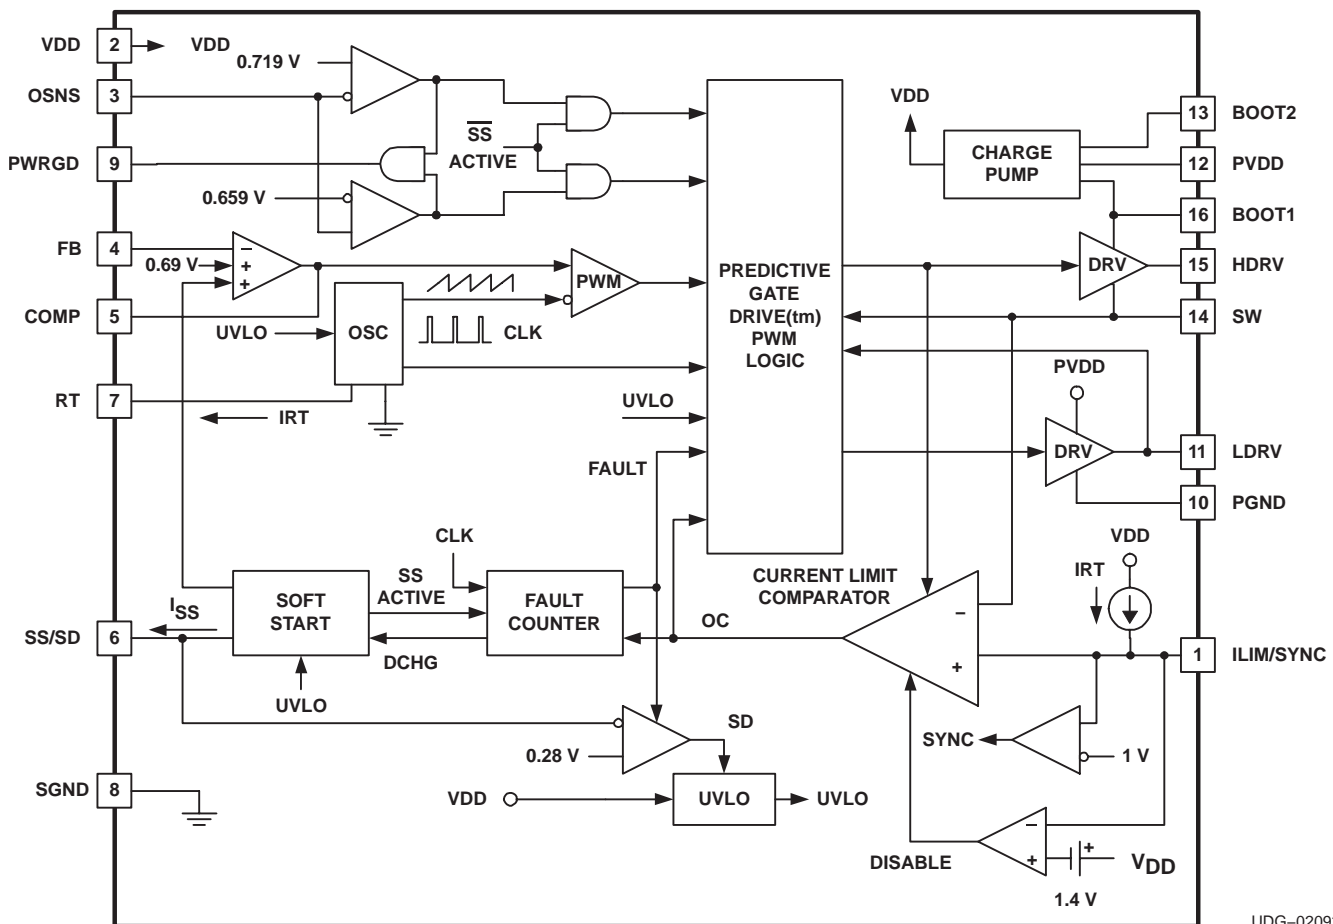 VDD 2 VDD
0.719 V
OSNS 3
PWRGD 9
SS
ACTIVE
0.659 V
FB 4
0.69 V
−
+
+
COMP 5
UVLO
OSC
CLK
PWM
RT 7
IRT
PREDICTIVE
GATE
DRIVE(tm)
PWM
LOGIC
UVLO
FAULT
VDD
CHARGE
PUMP
13 BOOT2
12 PVDD
16 BOOT1
DRV
15 HDRV
14 SW
PVDD
DRV
11 LDRV
10 PGND
CLK
SS
ACTIVE
SOFT
START
FAULT
COUNTER
DCHG
ISS
SS/SD 6
UVLO
OC
CURRENT LIMIT
COMPARATOR
−
+
VDD
IRT
1 ILIM/SYNC
SYNC
1 V
SD
0.28 V
VDD
UVLO
UVLO
SGND 8
DISABLE
−
+
+
VDD
1.4 V
UDG–0209